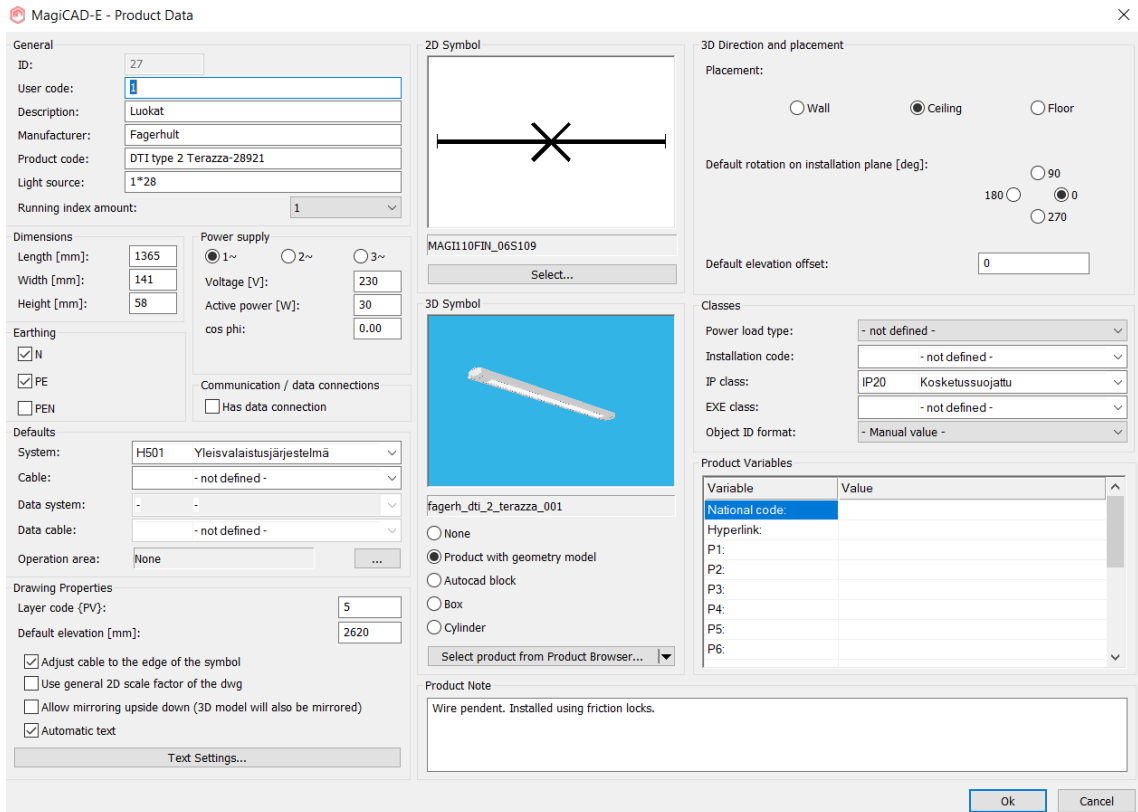 MagiCAD-E - Product Data
General
ID: 27
User code: 1
Description: Luokat
Manufacturer: Fagerhult
Product code: DTI type 2 Terazza-28921
Light source: 1*28
Running index amount: 1
Dimensions
Length [mm]: 1365
Width [mm]: 141
Height [mm]: 58
Power supply
1~ 2~ 3~
Voltage [V]: 230
Active power [W]: 30
cos phi: 0.00
Earthing
N
PE
PEN
Communication / data connections
Has data connection
Defaults
System: H501 Yleisvalaistusjärjestelmä
Cable: - not defined -
Data system: - -
Data cable: - not defined -
Operation area: None ...
Drawing Properties
Layer code {PV}: 5
Default elevation [mm]: 2620
Adjust cable to the edge of the symbol
Use general 2D scale factor of the dwg
Allow mirroring upside down (3D model will also be mirrored)
Automatic text
Text Settings...
2D Symbol
MAGI110FIN_06S109
Select...
3D Symbol
fagerh_dti_2_terazza_001
None
Product with geometry model
Autocad block
Box
Cylinder
Select product from Product Browser...
3D Direction and placement
Placement:
Wall Ceiling Floor
Default rotation on installation plane [deg]:
90
180 0
270
Default elevation offset: 0
Classes
Power load type: - not defined -
Installation code: - not defined -
IP class: IP20 Kosketussuojattu
EXE class: - not defined -
Object ID format: - Manual value -
Product Variables
Variable Value
National code:
Hyperlink:
P1:
P2:
P3:
P4:
P5:
P6:
Product Note
Wire pendent. Installed using friction locks.
Ok Cancel